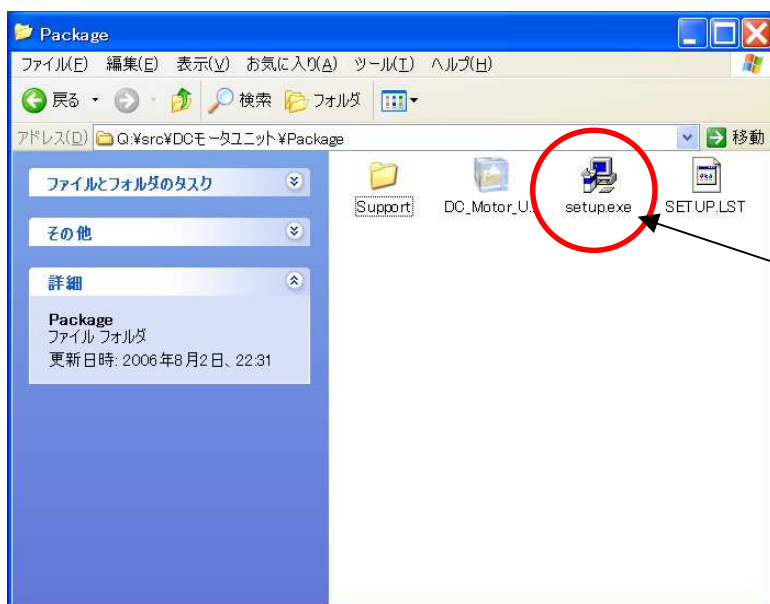 Package
ファイル(F) 編集(E) 表示(V) お気に入り(A) ツール(T) ヘルプ(H)
戻る 検索 フォルダ
アドレス(D) Q:¥src¥DCモータユニット¥Package 移動
ファイルとフォルダのタスク
その他
詳細
Package
ファイル フォルダ
更新日時: 2006年8月2日、22:31
Support DC_Motor_U... setup.exe SETUP.LST